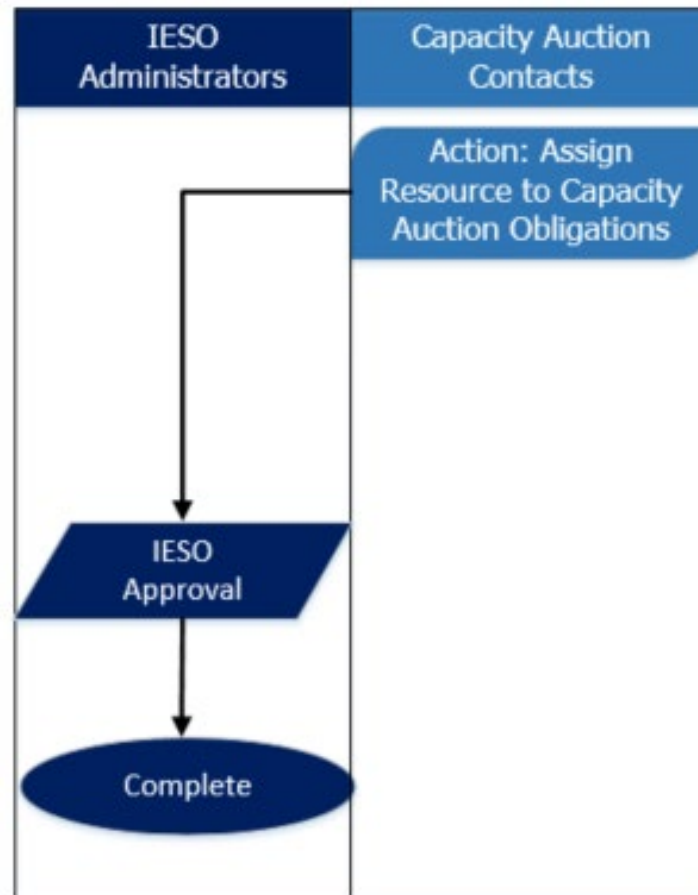 IESO
Administrators
Capacity Auction
Contacts
Action: Assign
Resource to Capacity
Auction Obligations
IESO
Approval
Complete